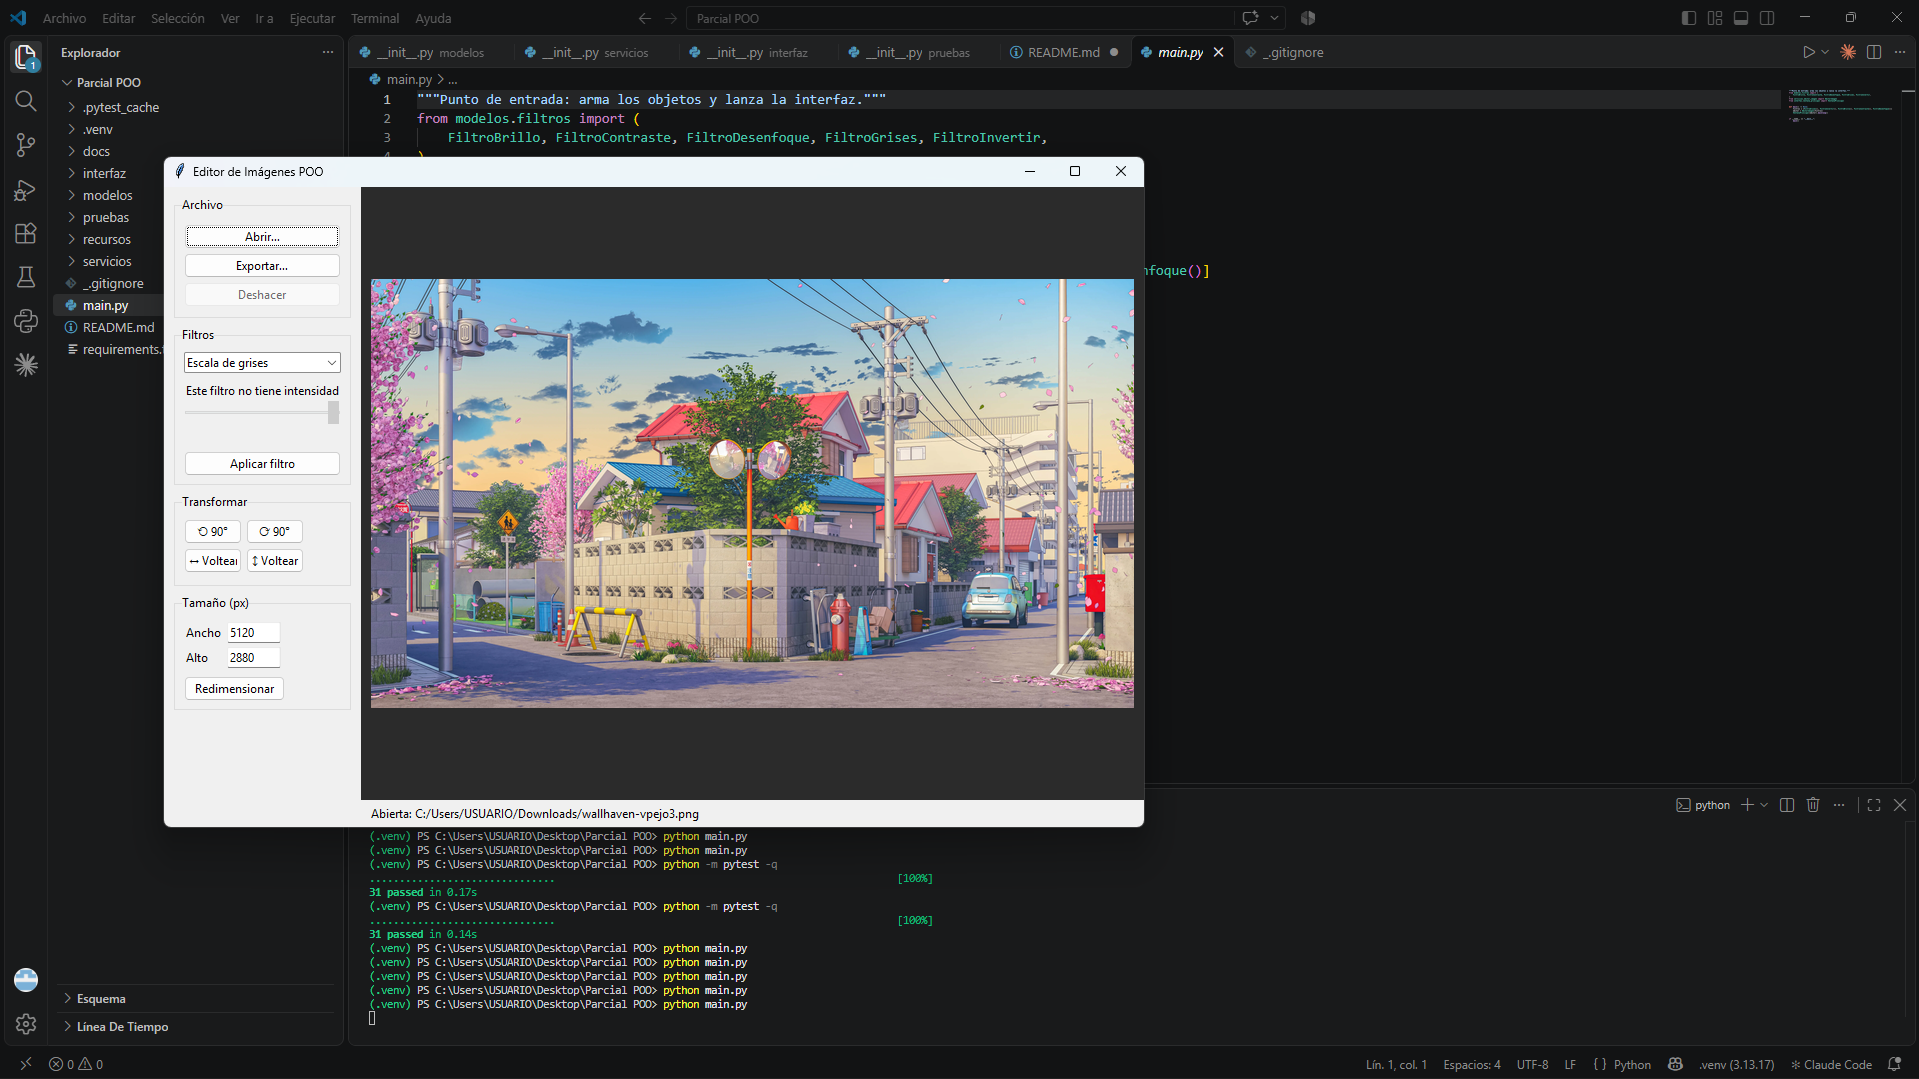 Archivo Editar Selección Ver Ir a Ejecutar Terminal Ayuda
Parcial POO
Explorador
Parcial POO
.pytest_cache
.venv
docs
interfaz
modelos
pruebas
recursos
servicios
_.gitignore
main.py
README.md
requirements.
Esquema
Línea De Tiempo
1
__init__.py modelos
__init__.py servicios
__init__.py interfaz
__init__.py pruebas
README.md
main.py
_.gitignore
main.py > ...
1 """Punto de entrada: arma los objetos y lanza la interfaz."""
2 from modelos.filtros import (
3 FiltroBrillo, FiltroContraste, FiltroDesenfoque, FiltroGrises, FiltroInvertir,
nfoque()]
Editor de Imágenes POO
Archivo
Abrir...
Exportar...
Deshacer
Filtros
Escala de grises
Este filtro no tiene intensidad
Aplicar filtro
Transformar
90° 90°
↔ Voltear ↕ Voltear
Tamaño (px)
Ancho 5120
Alto 2880
Redimensionar
Abierta: C:/Users/USUARIO/Downloads/wallhaven-vpejo3.png
python
(.venv) PS C:\Users\USUARIO\Desktop\Parcial POO> python main.py
(.venv) PS C:\Users\USUARIO\Desktop\Parcial POO> python main.py
(.venv) PS C:\Users\USUARIO\Desktop\Parcial POO> python -m pytest -q
............................... [100%]
31 passed in 0.17s
(.venv) PS C:\Users\USUARIO\Desktop\Parcial POO> python -m pytest -q
............................... [100%]
31 passed in 0.14s
(.venv) PS C:\Users\USUARIO\Desktop\Parcial POO> python main.py
(.venv) PS C:\Users\USUARIO\Desktop\Parcial POO> python main.py
(.venv) PS C:\Users\USUARIO\Desktop\Parcial POO> python main.py
(.venv) PS C:\Users\USUARIO\Desktop\Parcial POO> python main.py
(.venv) PS C:\Users\USUARIO\Desktop\Parcial POO> python main.py
0 0
Lín. 1, col. 1 Espacios: 4 UTF-8 LF { } Python .venv (3.13.17) Claude Code